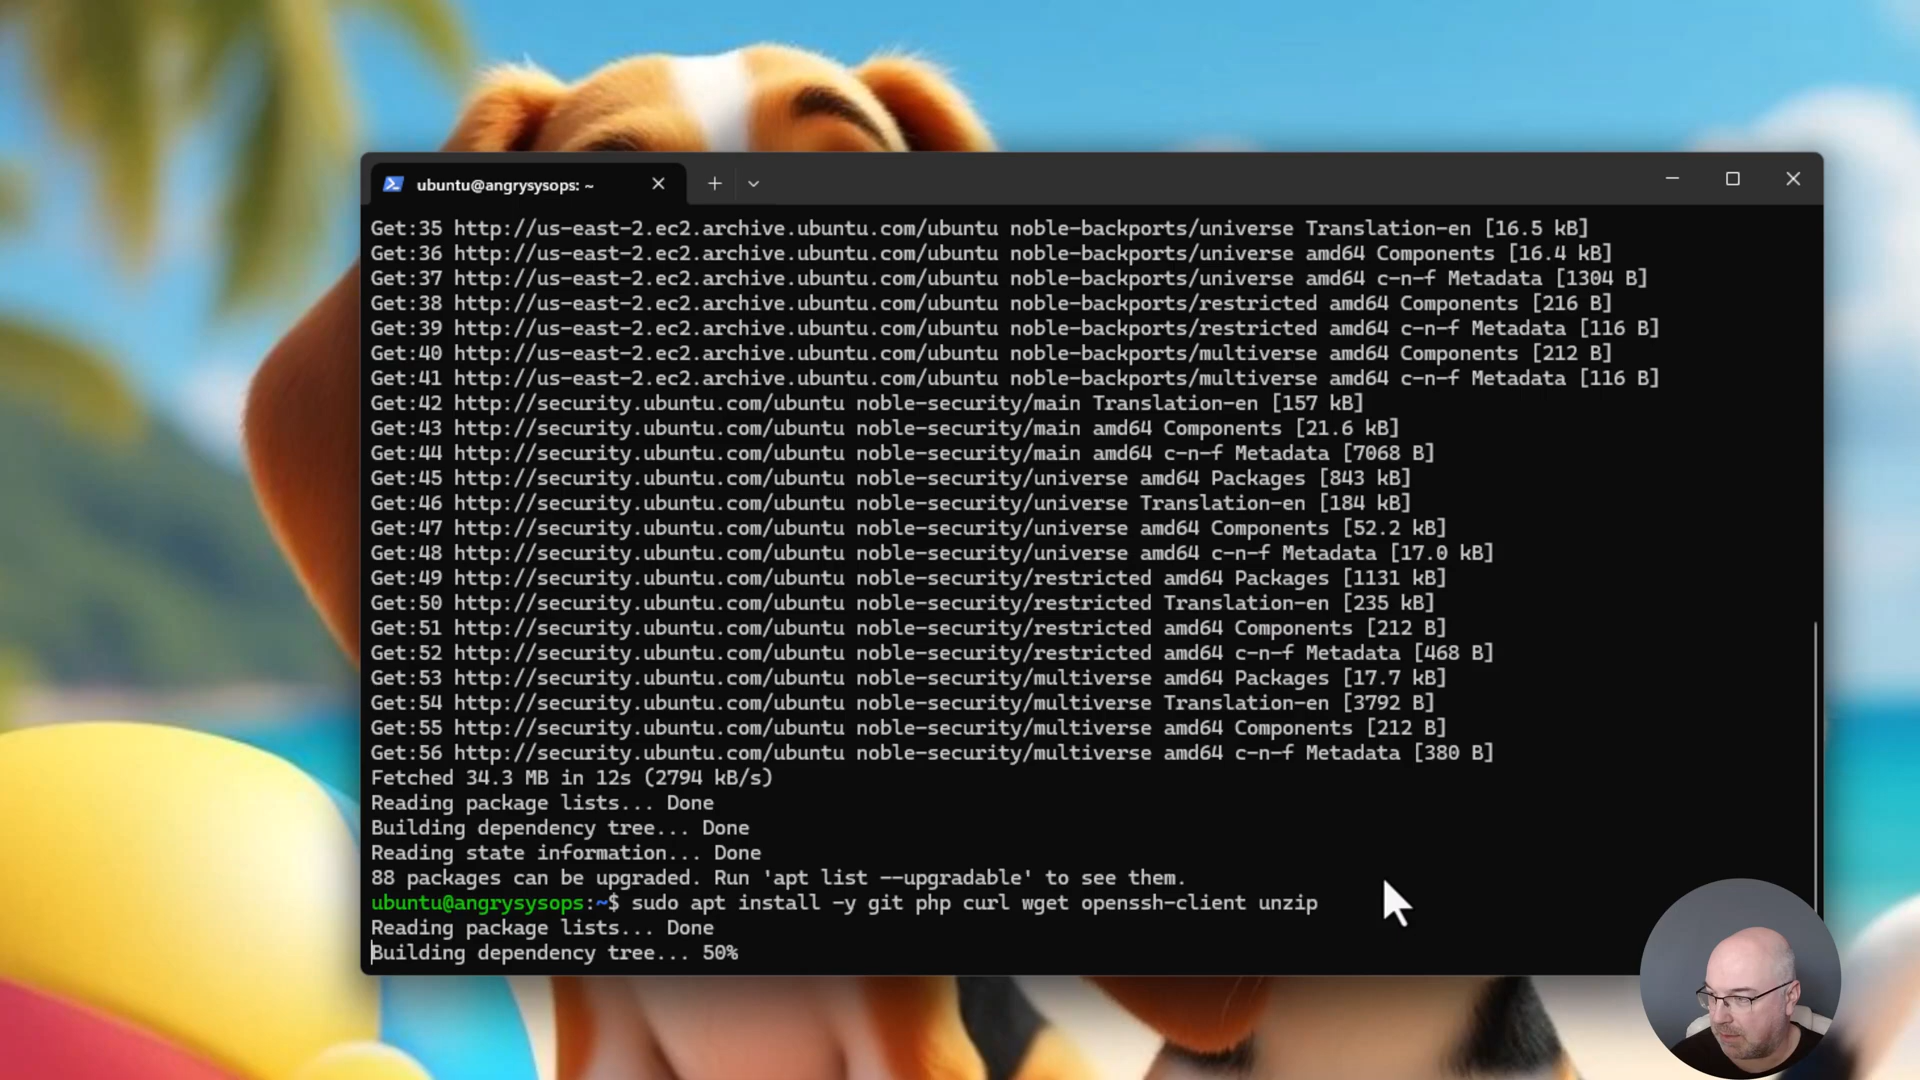 ubuntu@angrysysops: ~
Get:35 http://us-east-2.ec2.archive.ubuntu.com/ubuntu noble-backports/universe Translation-en [16.5 kB]
Get:36 http://us-east-2.ec2.archive.ubuntu.com/ubuntu noble-backports/universe amd64 Components [16.4 kB]
Get:37 http://us-east-2.ec2.archive.ubuntu.com/ubuntu noble-backports/universe amd64 c-n-f Metadata [1304 B]
Get:38 http://us-east-2.ec2.archive.ubuntu.com/ubuntu noble-backports/restricted amd64 Components [216 B]
Get:39 http://us-east-2.ec2.archive.ubuntu.com/ubuntu noble-backports/restricted amd64 c-n-f Metadata [116 B]
Get:40 http://us-east-2.ec2.archive.ubuntu.com/ubuntu noble-backports/multiverse amd64 Components [212 B]
Get:41 http://us-east-2.ec2.archive.ubuntu.com/ubuntu noble-backports/multiverse amd64 c-n-f Metadata [116 B]
Get:42 http://security.ubuntu.com/ubuntu noble-security/main Translation-en [157 kB]
Get:43 http://security.ubuntu.com/ubuntu noble-security/main amd64 Components [21.6 kB]
Get:44 http://security.ubuntu.com/ubuntu noble-security/main amd64 c-n-f Metadata [7068 B]
Get:45 http://security.ubuntu.com/ubuntu noble-security/universe amd64 Packages [843 kB]
Get:46 http://security.ubuntu.com/ubuntu noble-security/universe Translation-en [184 kB]
Get:47 http://security.ubuntu.com/ubuntu noble-security/universe amd64 Components [52.2 kB]
Get:48 http://security.ubuntu.com/ubuntu noble-security/universe amd64 c-n-f Metadata [17.0 kB]
Get:49 http://security.ubuntu.com/ubuntu noble-security/restricted amd64 Packages [1131 kB]
Get:50 http://security.ubuntu.com/ubuntu noble-security/restricted Translation-en [235 kB]
Get:51 http://security.ubuntu.com/ubuntu noble-security/restricted amd64 Components [212 B]
Get:52 http://security.ubuntu.com/ubuntu noble-security/restricted amd64 c-n-f Metadata [468 B]
Get:53 http://security.ubuntu.com/ubuntu noble-security/multiverse amd64 Packages [17.7 kB]
Get:54 http://security.ubuntu.com/ubuntu noble-security/multiverse Translation-en [3792 B]
Get:55 http://security.ubuntu.com/ubuntu noble-security/multiverse amd64 Components [212 B]
Get:56 http://security.ubuntu.com/ubuntu noble-security/multiverse amd64 c-n-f Metadata [380 B]
Fetched 34.3 MB in 12s (2794 kB/s)
Reading package lists... Done
Building dependency tree... Done
Reading state information... Done
88 packages can be upgraded. Run 'apt list --upgradable' to see them.
ubuntu@angrysysops:~$ sudo apt install -y git php curl wget openssh-client unzip
Reading package lists... Done
Building dependency tree... 50%